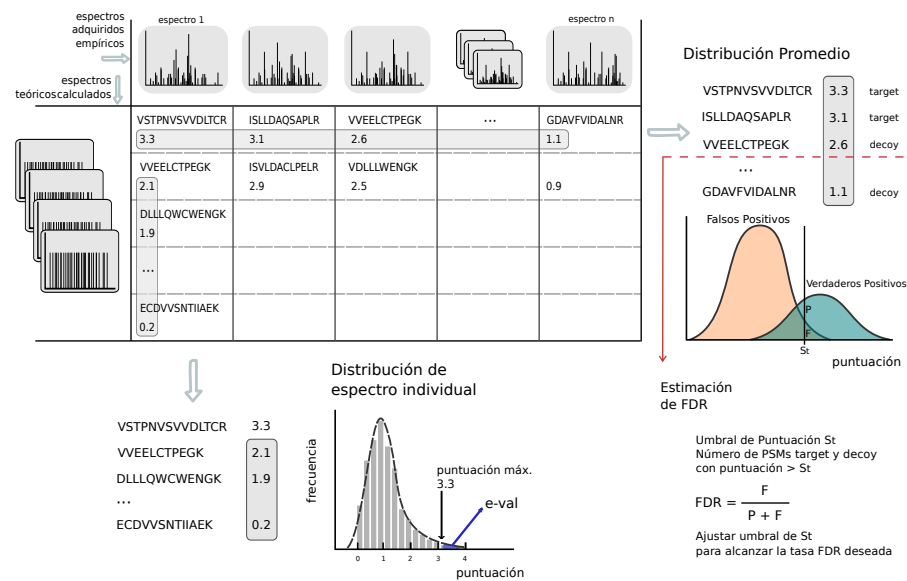 espectros
adquiridos
empíricos
espectro 1
espectro n
espectros
teóricoscalculados
VSTPNVSVVDLTCR
ISLLDAQSAPLR
VVEELCTPEGK
...
GDAVFVIDALNR
3.3
3.1
2.6
1.1
VVEELCTPEGK
ISVLDACLPELR
VDLLLWENGK
2.1
2.9
2.5
0.9
DLLLQWCWENGK
1.9
...
ECDVVSNTIIAEK
0.2
Distribución Promedio
VSTPNVSVVDLTCR 3.3 target
ISLLDAQSAPLR 3.1 target
VVEELCTPEGK 2.6 decoy
...
GDAVFVIDALNR 1.1 decoy
Falsos Positivos
Verdaderos Positivos
P
F
St
puntuación
Estimación
de FDR
Umbral de Puntuación St
Número de PSMs target y decoy
con puntuación > St
FDR = F
P + F
Ajustar umbral de St
para alcanzar la tasa FDR deseada
VSTPNVSVVDLTCR 3.3
VVEELCTPEGK 2.1
DLLLQWCWENGK 1.9
...
ECDVVSNTIIAEK 0.2
Distribución de
espectro individual
frecuencia
puntuación máx.
3.3
e-val
0 1 2 3 4
puntuación